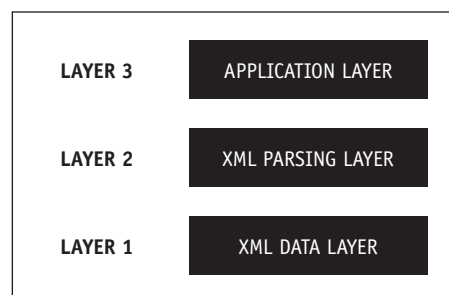 LAYER 3 APPLICATION LAYER
LAYER 2 XML PARSING LAYER
LAYER 1 XML DATA LAYER